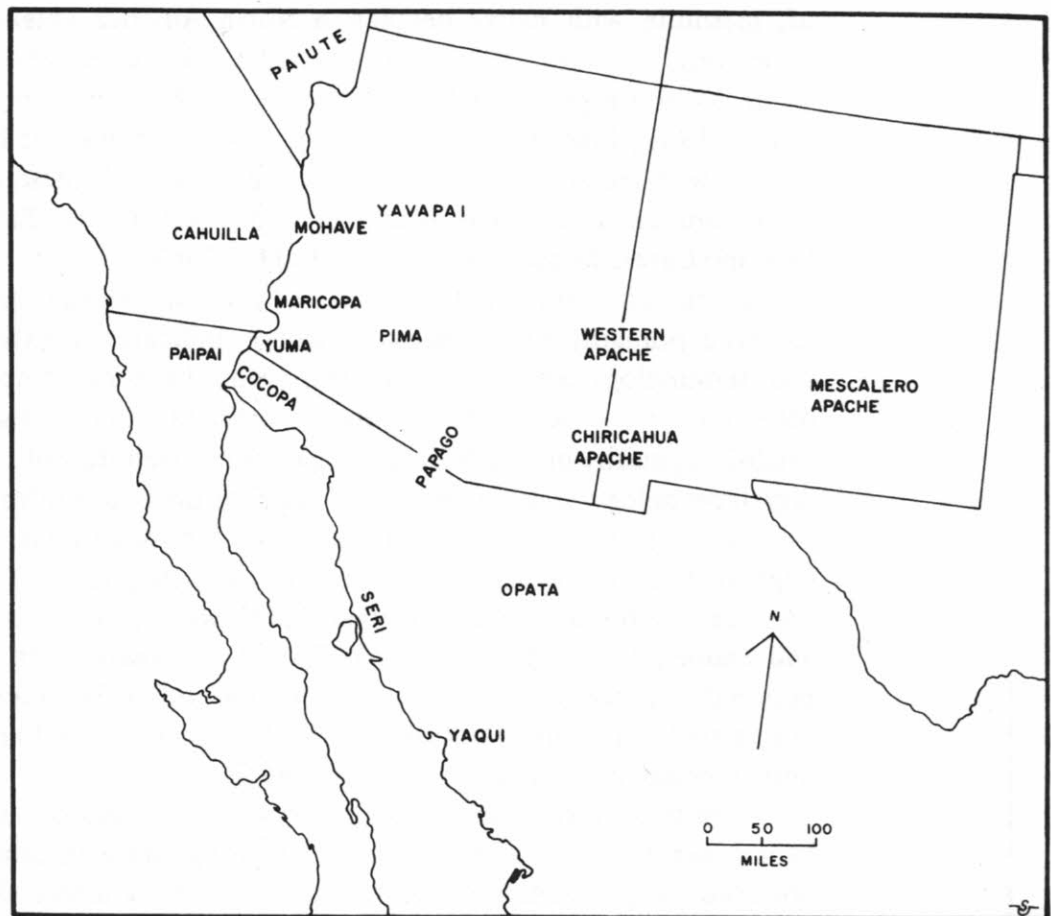 PAIUTE
YAVAPAI
MOHAVE
CAHUILLA
MARICOPA
PIMA
YUMA
PAIPAI
COCOPA
WESTERN
APACHE
MESCALERO
APACHE
PAPAGO
CHIRICAHUA
APACHE
OPATA
SERI
N
YAQUI
0 50 100
MILES